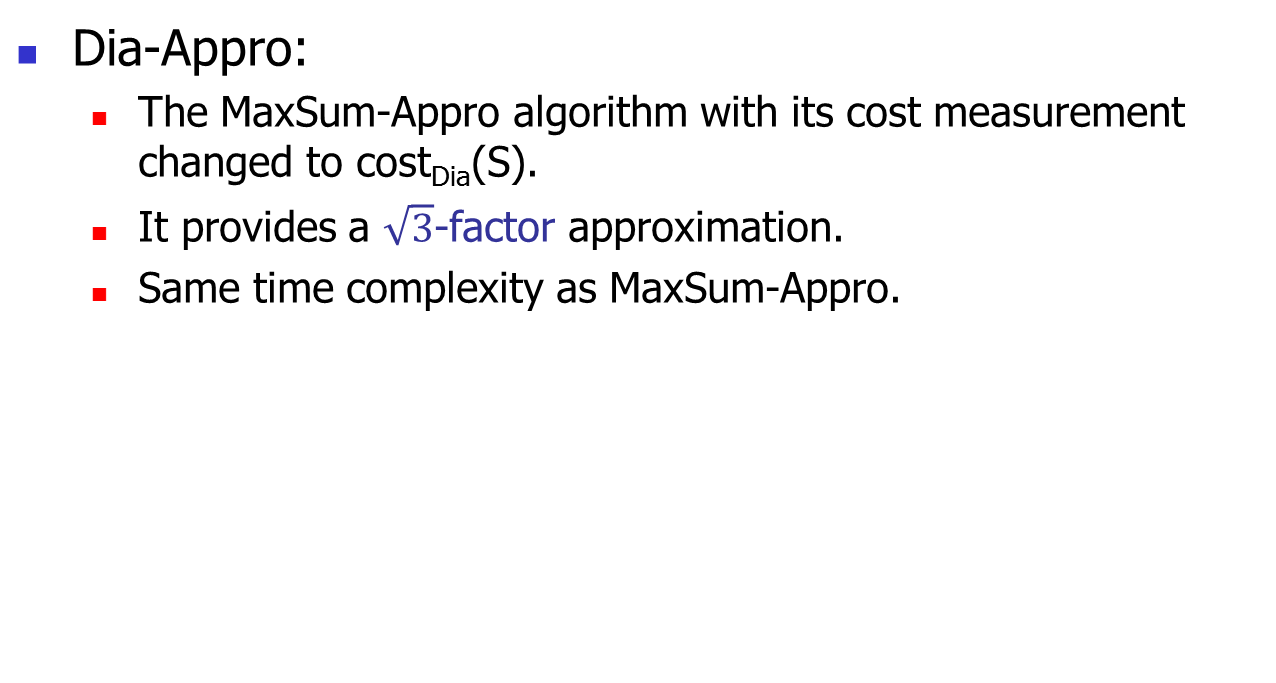 Dia-Appro:
The MaxSum-Appro algorithm with its cost measurement
changed to cost_Dia(S).
It provides a √3-factor approximation.
Same time complexity as MaxSum-Appro.